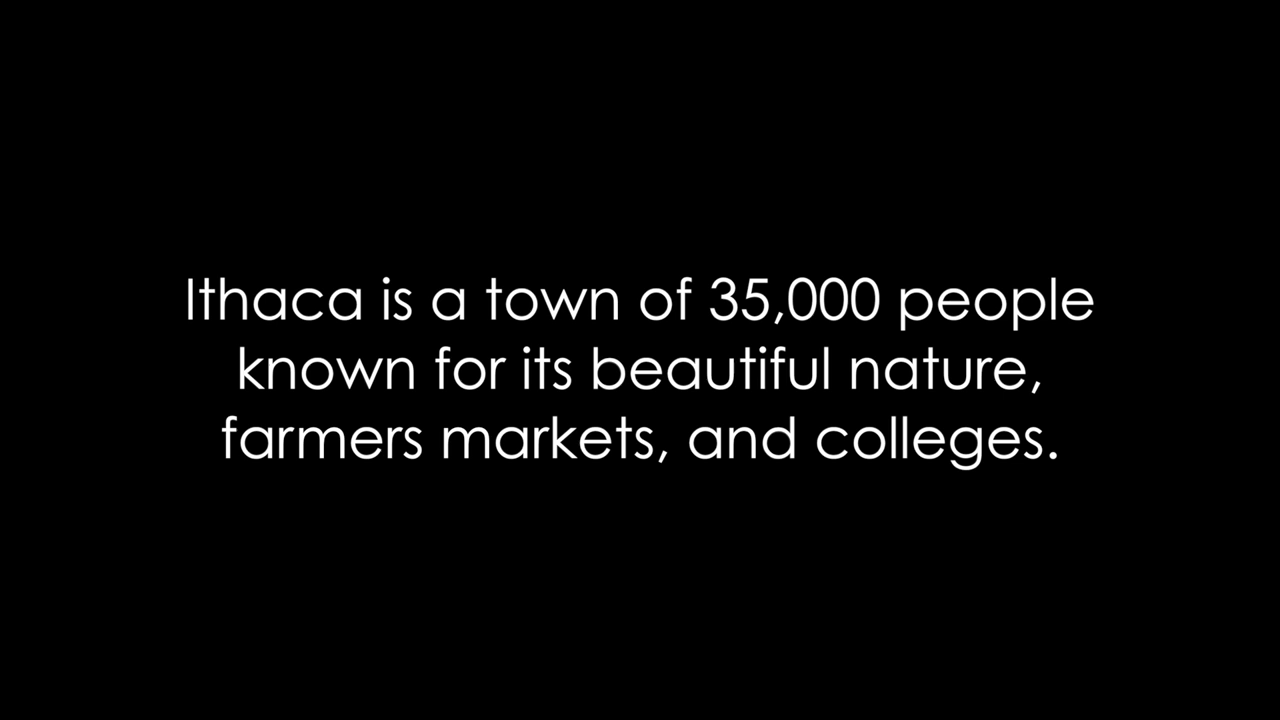 Ithaca is a town of 35,000 people
known for its beautiful nature,
farmers markets, and colleges.